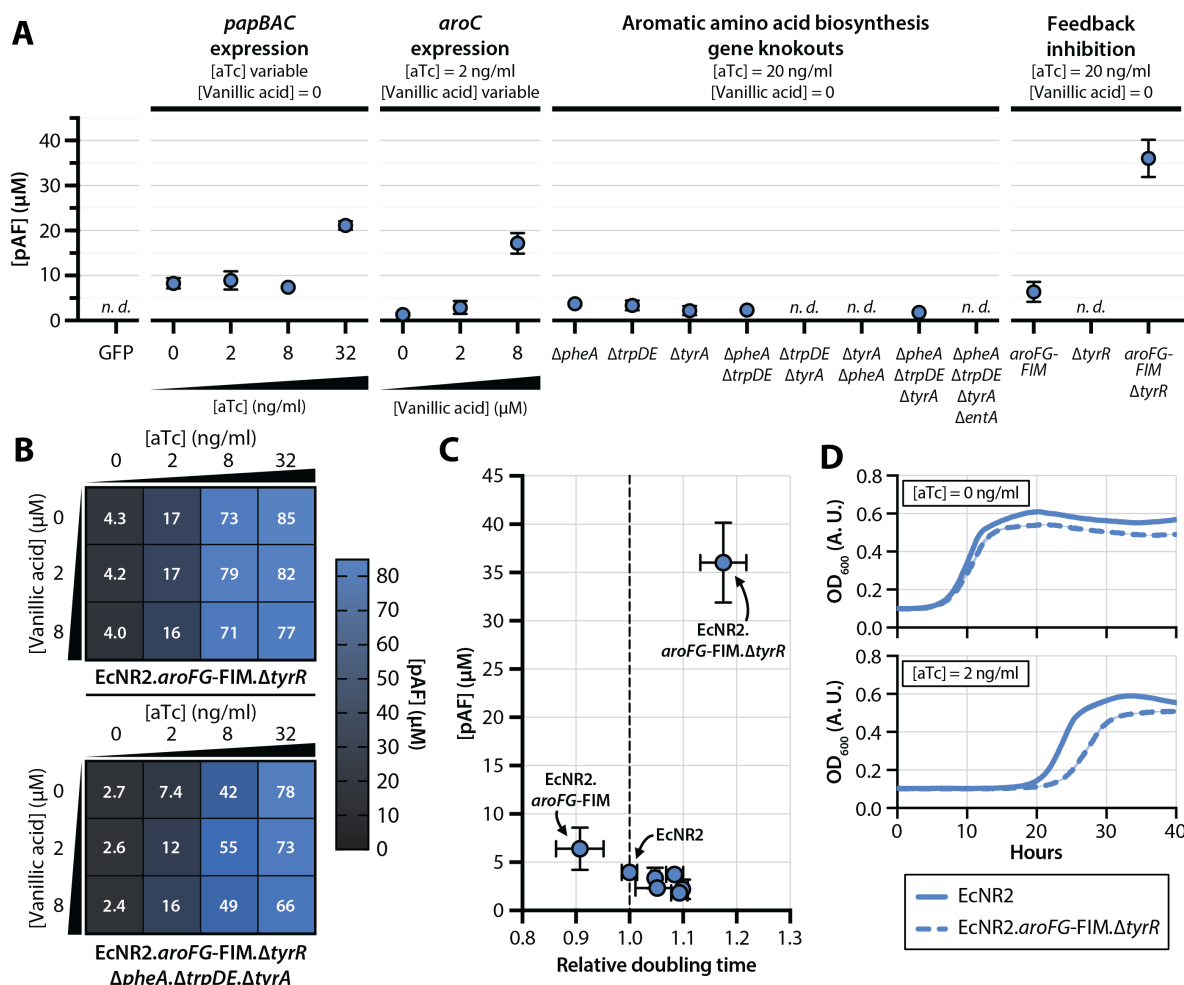 A
papBAC
expression
[aTc] variable
[Vanillic acid] = 0
aroC
expression
[aTc] = 2 ng/ml
[Vanillic acid] variable
Aromatic amino acid biosynthesis
gene knokouts
[aTc] = 20 ng/ml
[Vanillic acid] = 0
Feedback
inhibition
[aTc] = 20 ng/ml
[Vanillic acid] = 0
[pAF] (µM)
40
30
20
10
0
n. d.
n. d.
n. d.
n. d.
n. d.
GFP
0 2 8 32
[aTc] (ng/ml)
0 2 8
[Vanillic acid] (µM)
ΔpheA
ΔtrpDE
ΔtyrA
ΔpheA
ΔtrpDE
ΔtrpDE
ΔtyrA
ΔtyrA
ΔpheA
ΔpheA
ΔtrpDE
ΔtyrA
ΔpheA
ΔtrpDE
ΔtyrA
ΔentA
aroFG-
FIM
ΔtyrR
aroFG-
FIM
ΔtyrR
B
[aTc] (ng/ml)
0 2 8 32
[Vanillic acid] (µM)
0 4.3 17 73 85
2 4.2 17 79 82
8 4.0 16 71 77
EcNR2.aroFG-FIM.ΔtyrR
[aTc] (ng/ml)
0 2 8 32
[Vanillic acid] (µM)
0 2.7 7.4 42 78
2 2.6 12 55 73
8 2.4 16 49 66
EcNR2.aroFG-FIM.ΔtyrR
ΔpheA.ΔtrpDE.ΔtyrA
80
70
60
50
40
30
20
10
0
[pAF] (µM)
C
[pAF] (µM)
45
40
35
30
25
20
15
10
5
0
EcNR2.
aroFG-FIM.ΔtyrR
EcNR2.
aroFG-FIM
EcNR2
0.8 0.9 1.0 1.1 1.2 1.3
Relative doubling time
D
OD600 (A. U.)
0.8
0.6
0.4
0.2
0.0
[aTc] = 0 ng/ml
OD600 (A. U.)
0.8
0.6
0.4
0.2
0.0
[aTc] = 2 ng/ml
0 10 20 30 40
Hours
EcNR2
EcNR2.aroFG-FIM.ΔtyrR